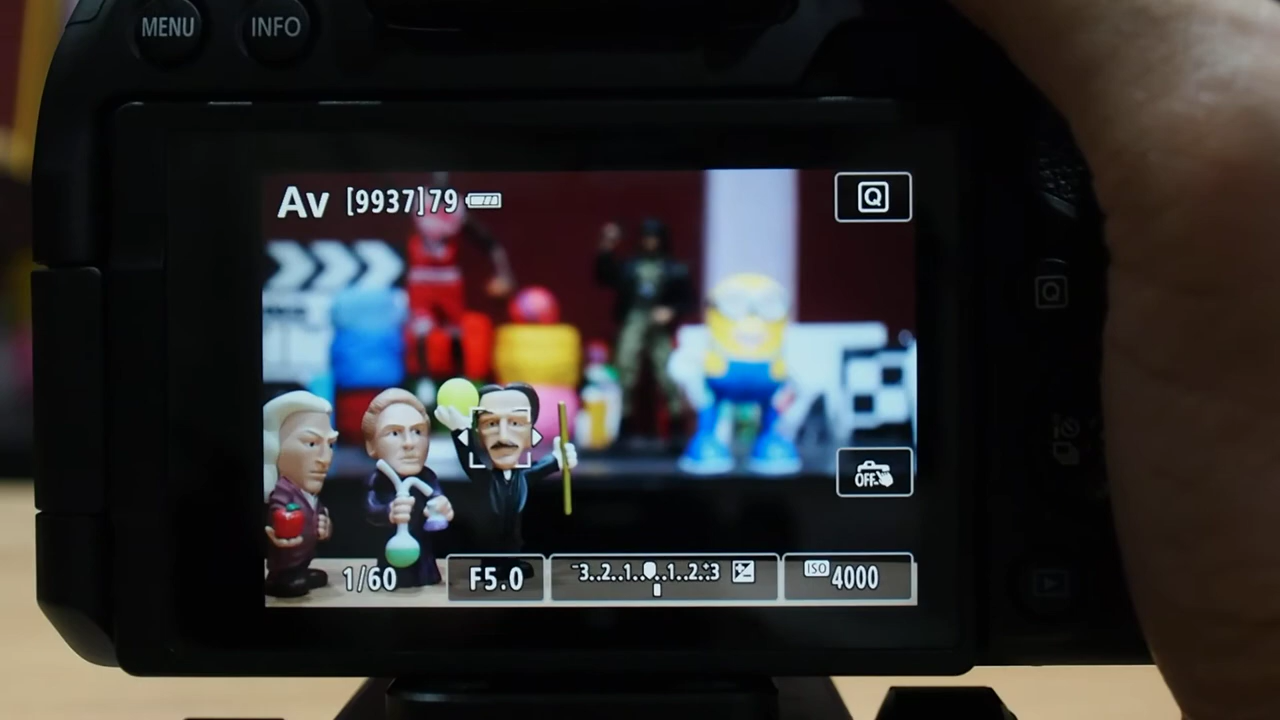 MENU INFO
Av [9937]79
Q
Q
OFF
1/60 F5.0 -3..2..1..0..1..2..+3 ISO 4000